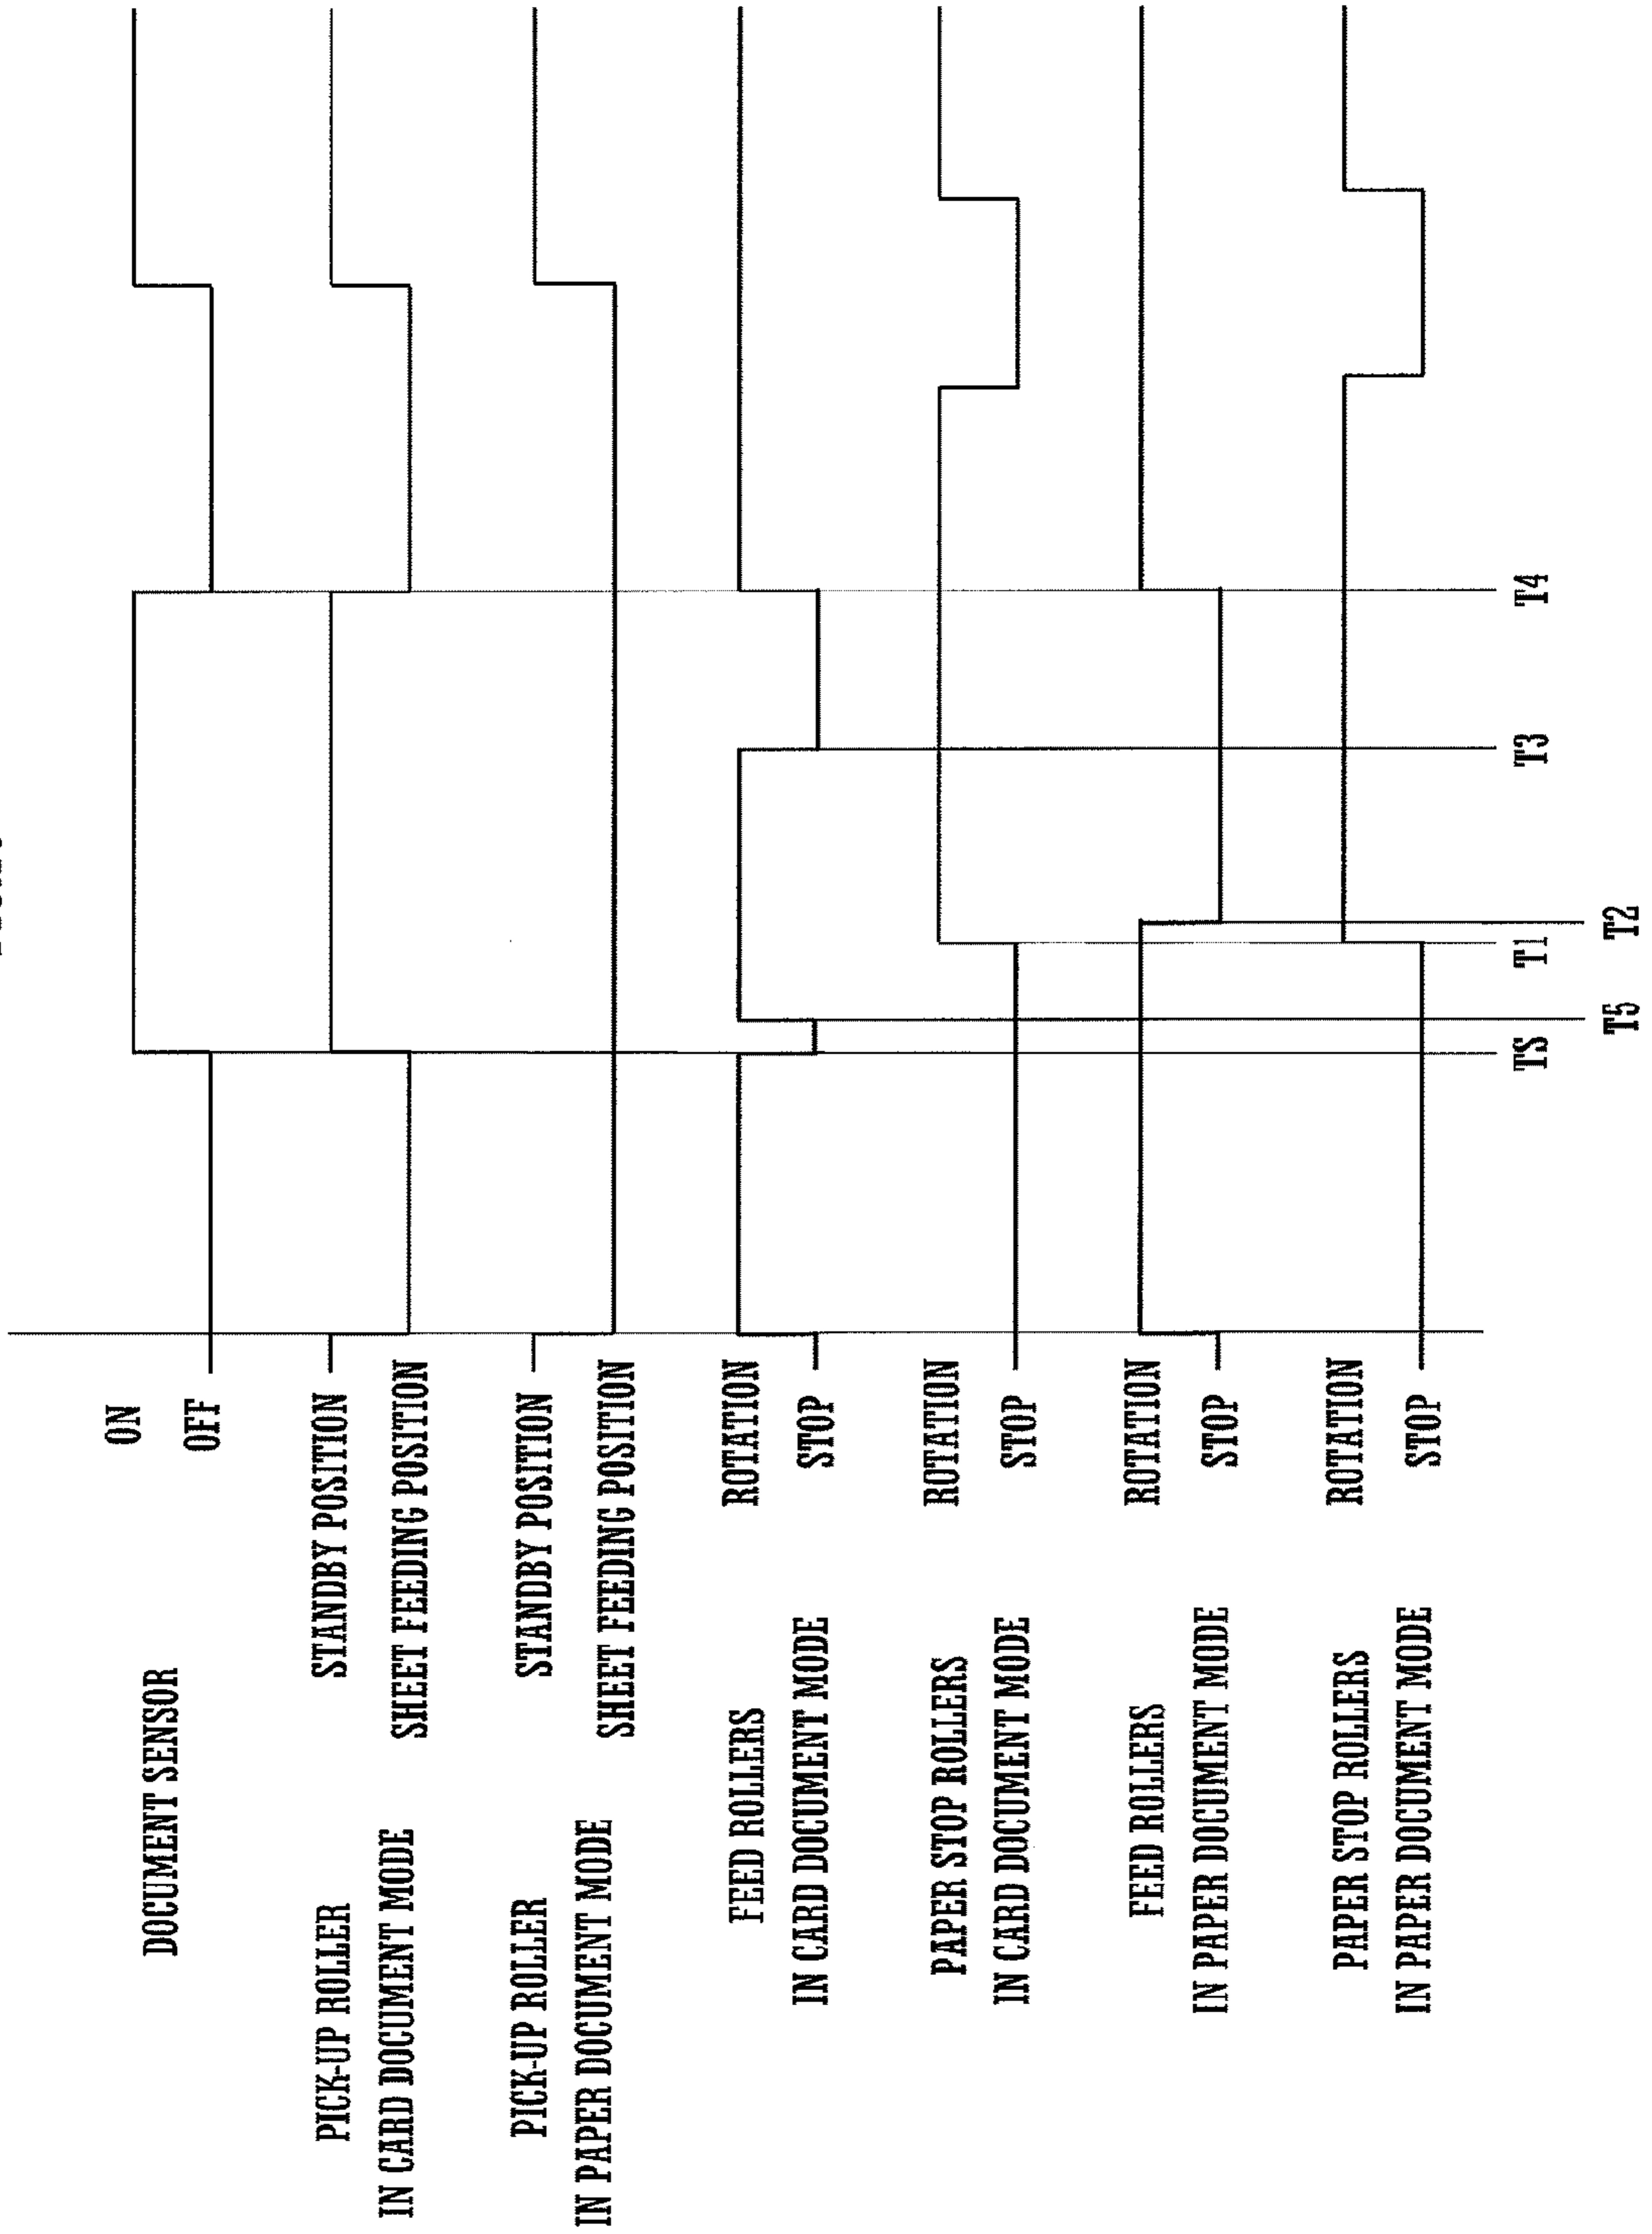 DOCUMENT SENSOR
ON
OFF
PICK-UP ROLLER
IN CARD DOCUMENT MODE
STANDBY POSITION
SHEET FEEDING POSITION
PICK-UP ROLLER
IN PAPER DOCUMENT MODE
STANDBY POSITION
SHEET FEEDING POSITION
FEED ROLLERS
IN CARD DOCUMENT MODE
ROTATION
STOP
PAPER STOP ROLLERS
IN CARD DOCUMENT MODE
ROTATION
STOP
FEED ROLLERS
IN PAPER DOCUMENT MODE
ROTATION
STOP
PAPER STOP ROLLERS
IN PAPER DOCUMENT MODE
ROTATION
STOP
TS T1 T3 T4
T5 T2